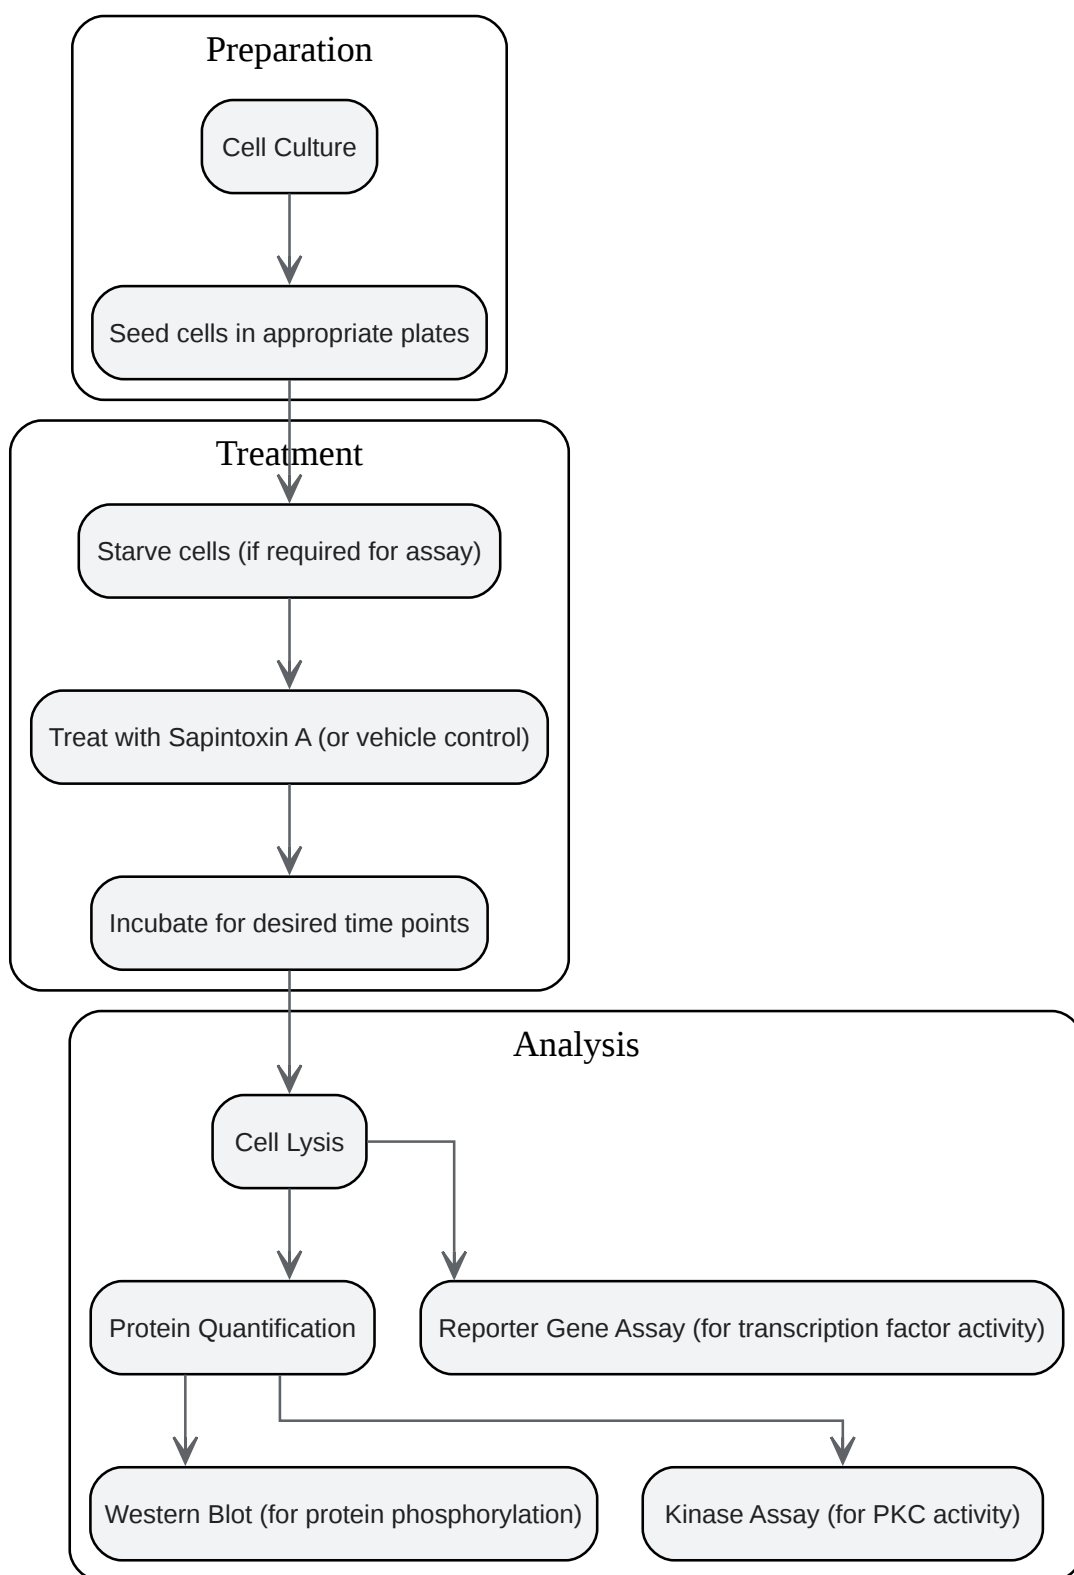 Preparation
Cell Culture
Seed cells in appropriate plates
Treatment
Starve cells (if required for assay)
Treat with Sapintoxin A (or vehicle control)
Incubate for desired time points
Analysis
Cell Lysis
Protein Quantification
Reporter Gene Assay (for transcription factor activity)
Western Blot (for protein phosphorylation)
Kinase Assay (for PKC activity)